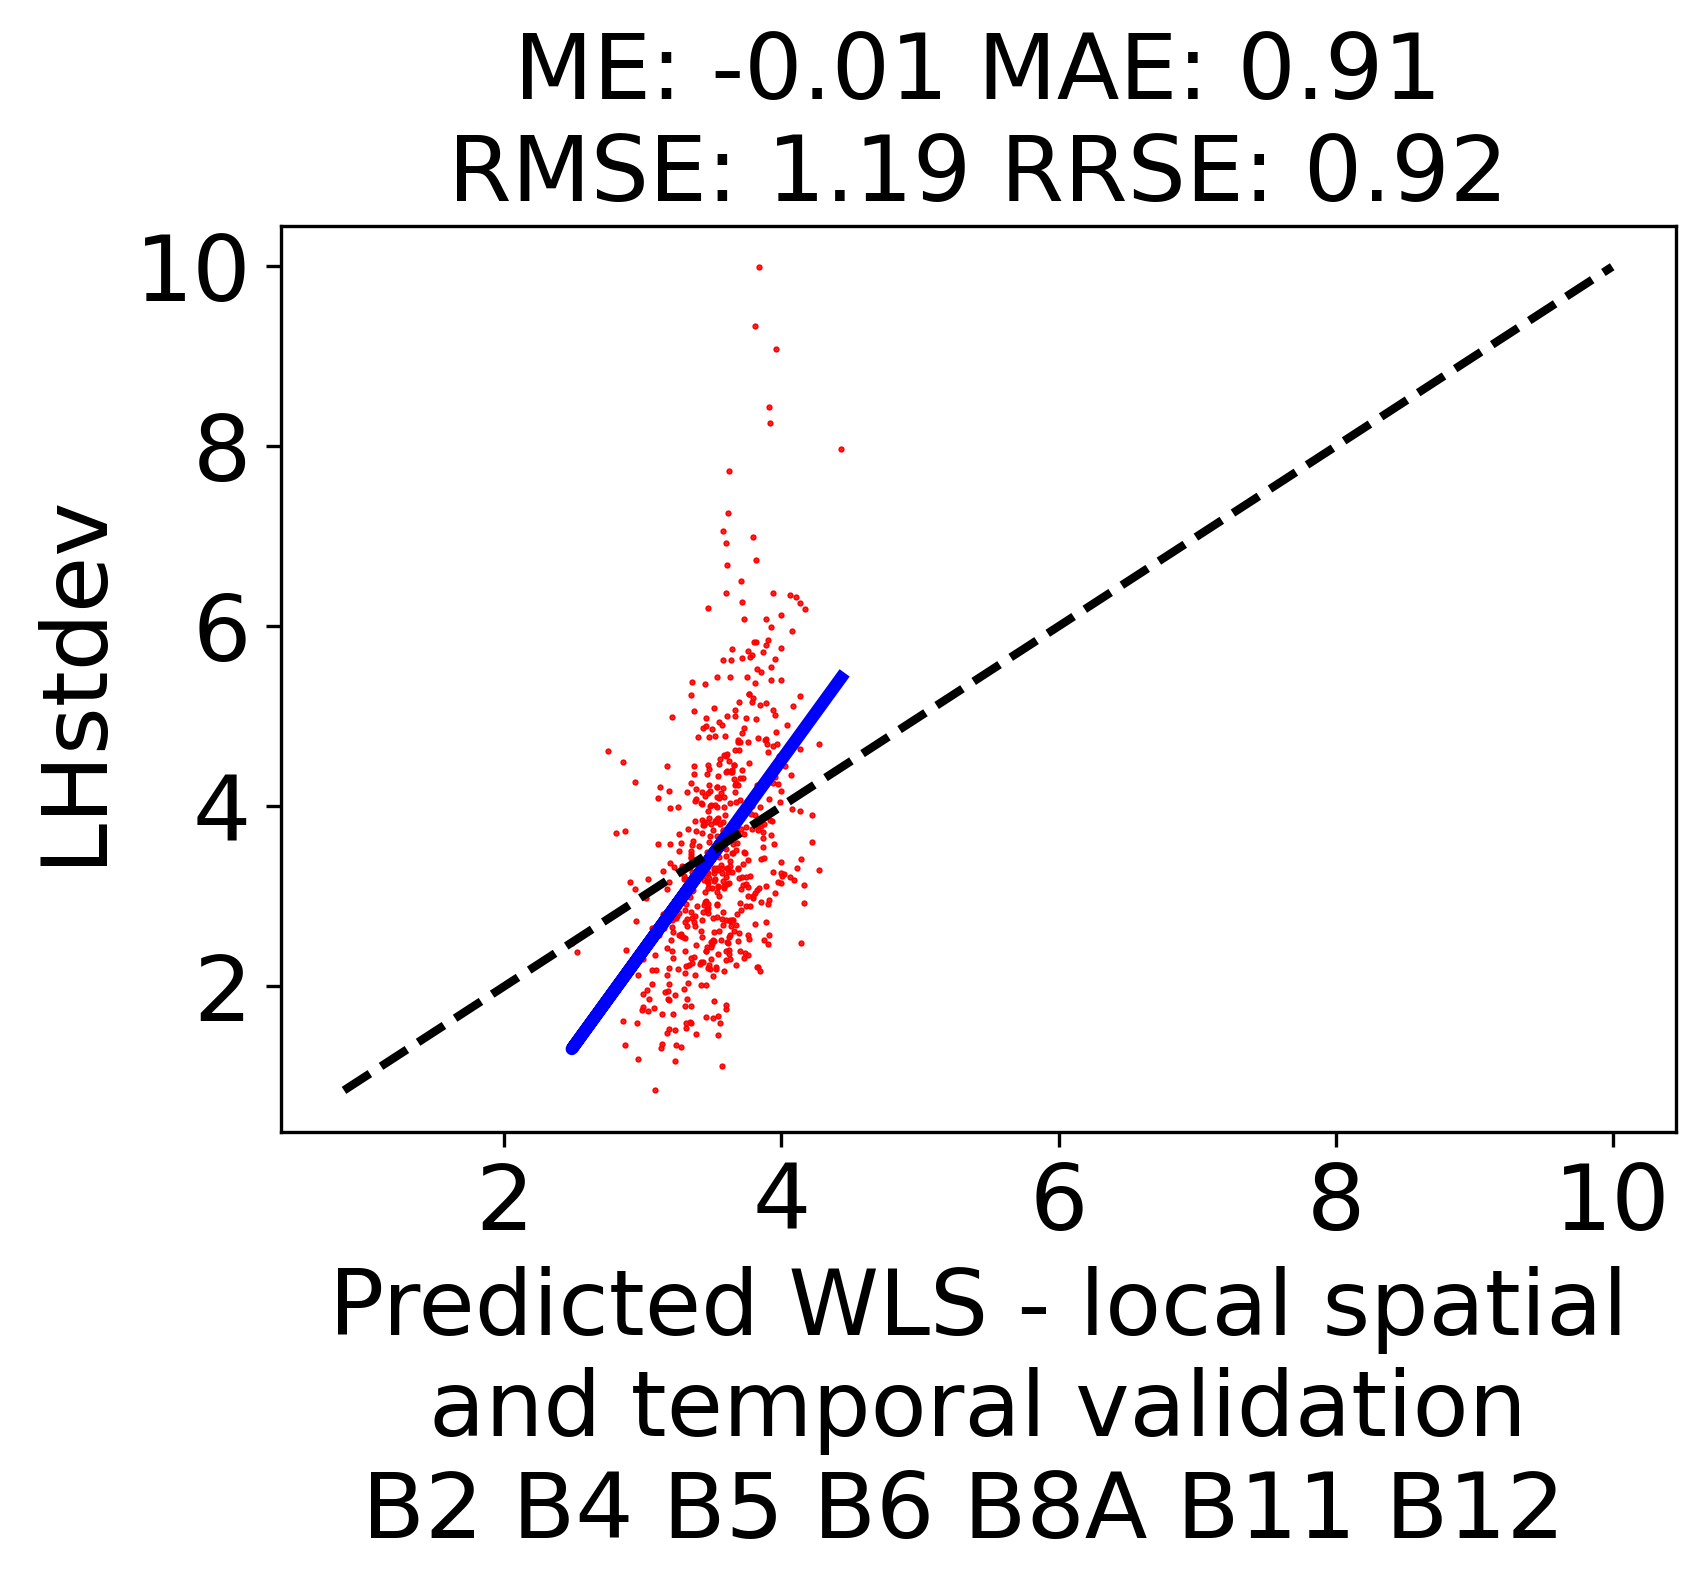 ME: -0.01 MAE: 0.91
RMSE: 1.19 RRSE: 0.92
10
8
6
4
2
LHstdev
2 4 6 8 10
Predicted WLS - local spatial
and temporal validation
B2 B4 B5 B6 B8A B11 B12